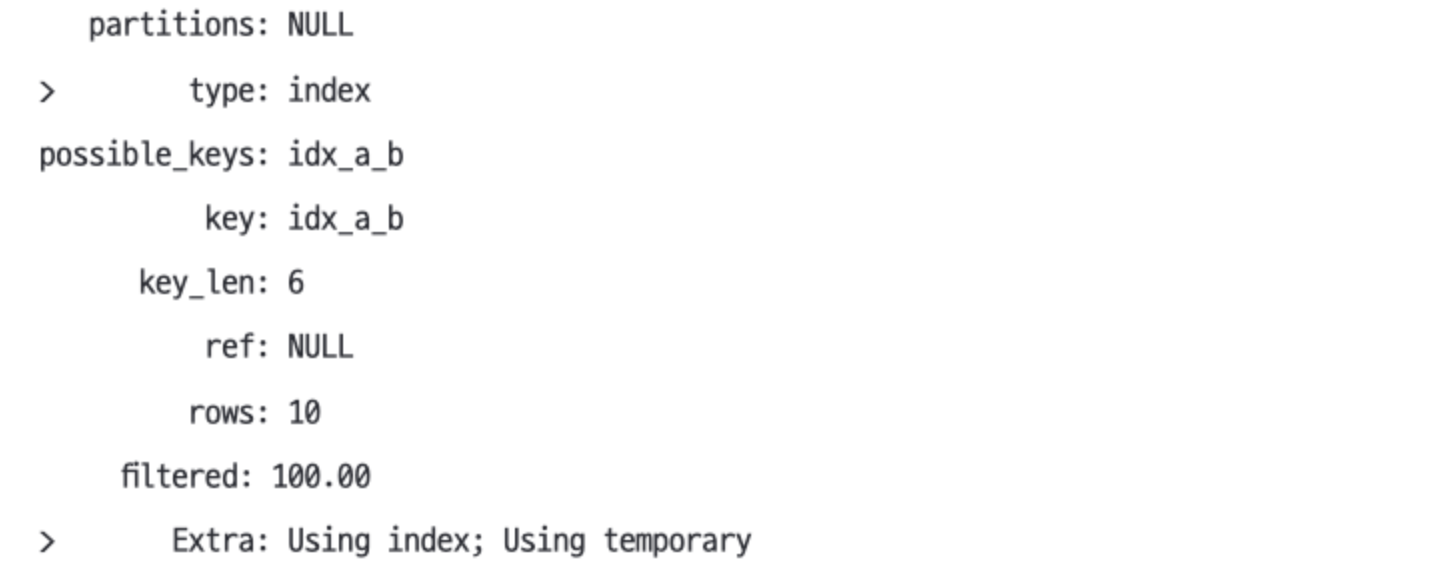 partitions: NULL
> type: index
possible_keys: idx_a_b
key: idx_a_b
key_len: 6
ref: NULL
rows: 10
filtered: 100.00
> Extra: Using index; Using temporary